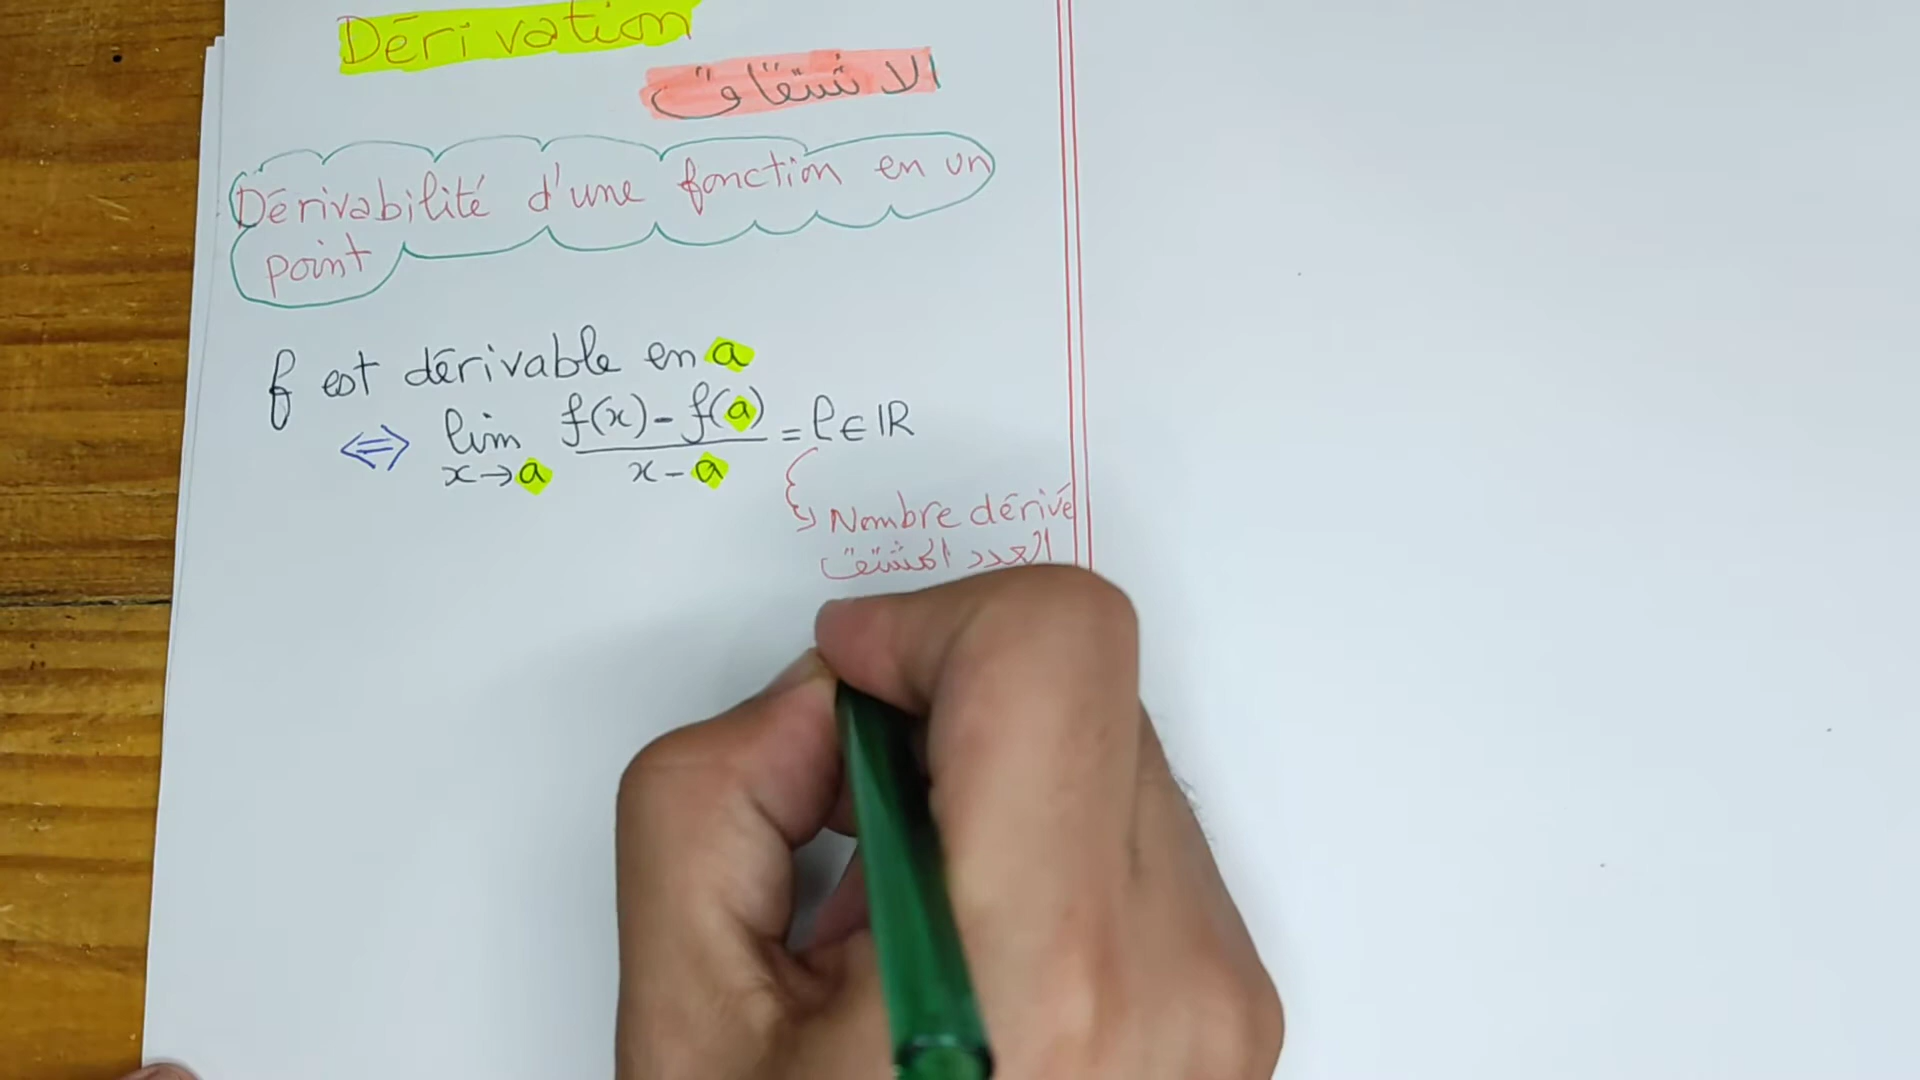 Dérivation
الاشتقاق
Dérivabilité d'une fonction en un
point
f est dérivable en a
⇔ lim f(x) - f(a) = l ∈ IR
x→a x - a
Nombre dérivé
العدد المشتق